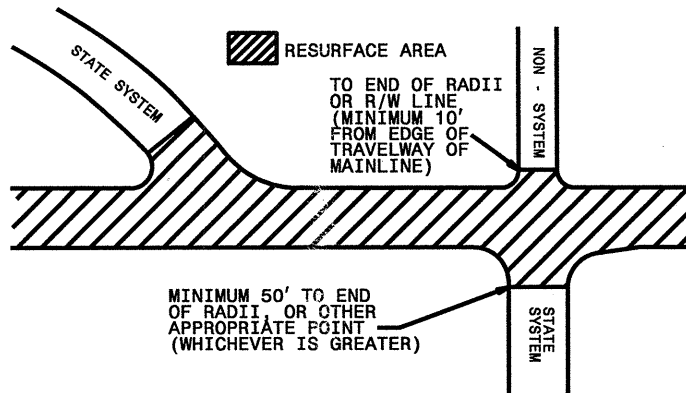 STATE SYSTEM
RESURFACE AREA
TO END OF RADII
OR R/W LINE
(MINIMUM 10'
FROM EDGE OF
TRAVELWAY OF
MAINLINE)
NON - SYSTEM
MINIMUM 50' TO END
OF RADII, OR OTHER
APPROPRIATE POINT
(WHICHEVER IS GREATER)
STATE
SYSTEM